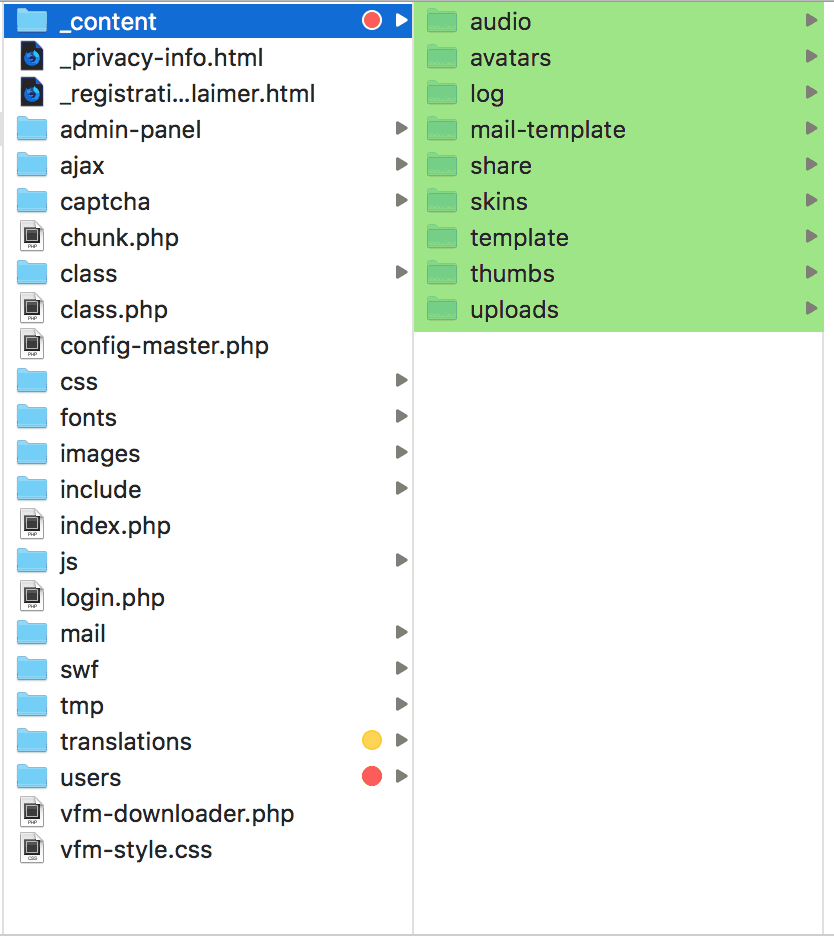 _content
_privacy-info.html
_registrati...laimer.html
admin-panel
ajax
captcha
chunk.php
class
class.php
config-master.php
css
fonts
images
include
index.php
js
login.php
mail
swf
tmp
translations
users
vfm-downloader.php
vfm-style.css
audio
avatars
log
mail-template
share
skins
template
thumbs
uploads